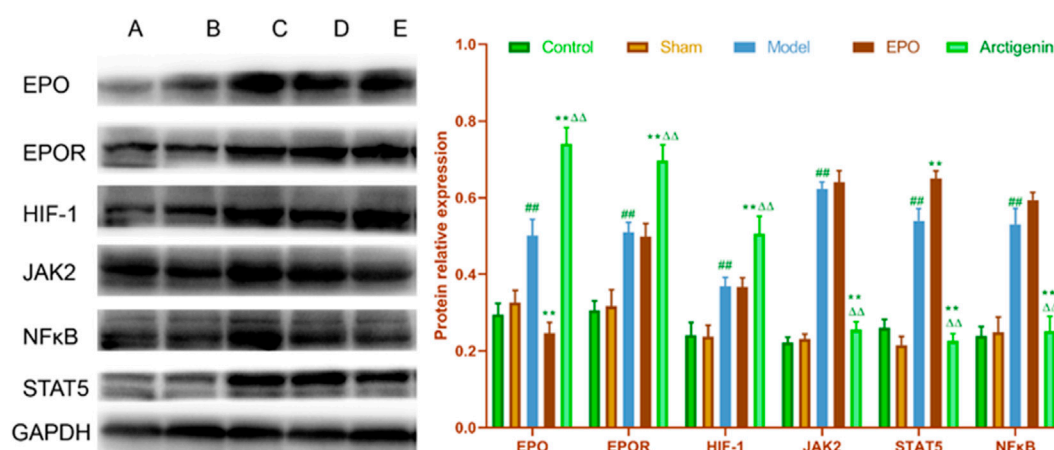 A B C D E
EPO
EPOR
HIF-1
JAK2
NFκB
STAT5
GAPDH
Control Sham Model EPO Arctigenin
Protein relative expression
1.0
0.8
0.6
0.4
0.2
0.0
## ** **ΔΔ
## **ΔΔ
## **ΔΔ
## **
ΔΔ
## ** **
ΔΔ
## **
ΔΔ
EPO EPOR HIF-1 JAK2 STAT5 NFκB